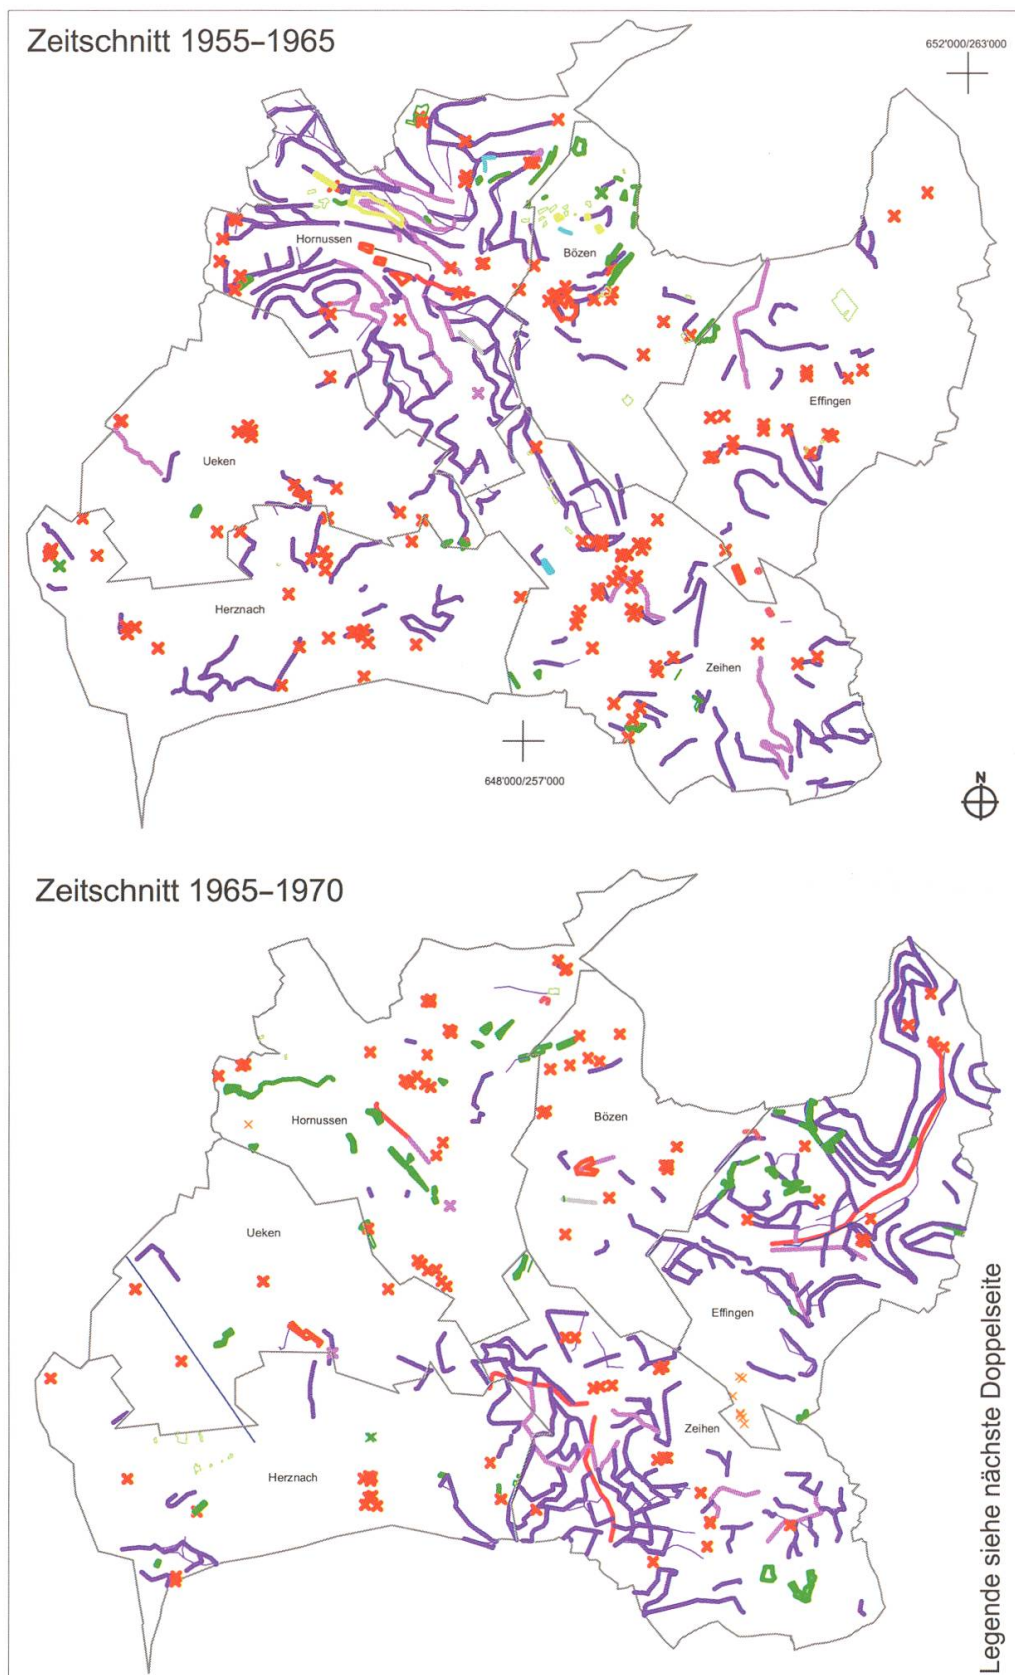 Zeitschnitt 1955–1965
652'000/263'000
Hornussen
Bözen
Effingen
Ueken
Herznach
Zeihen
648'000/257'000
N
Zeitschnitt 1965–1970
Hornussen
Bözen
Ueken
Effingen
Zeihen
Herznach
Legende siehe nächste Doppelseite